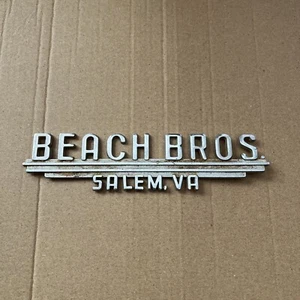 BEACH BROS.
SALEM, VA